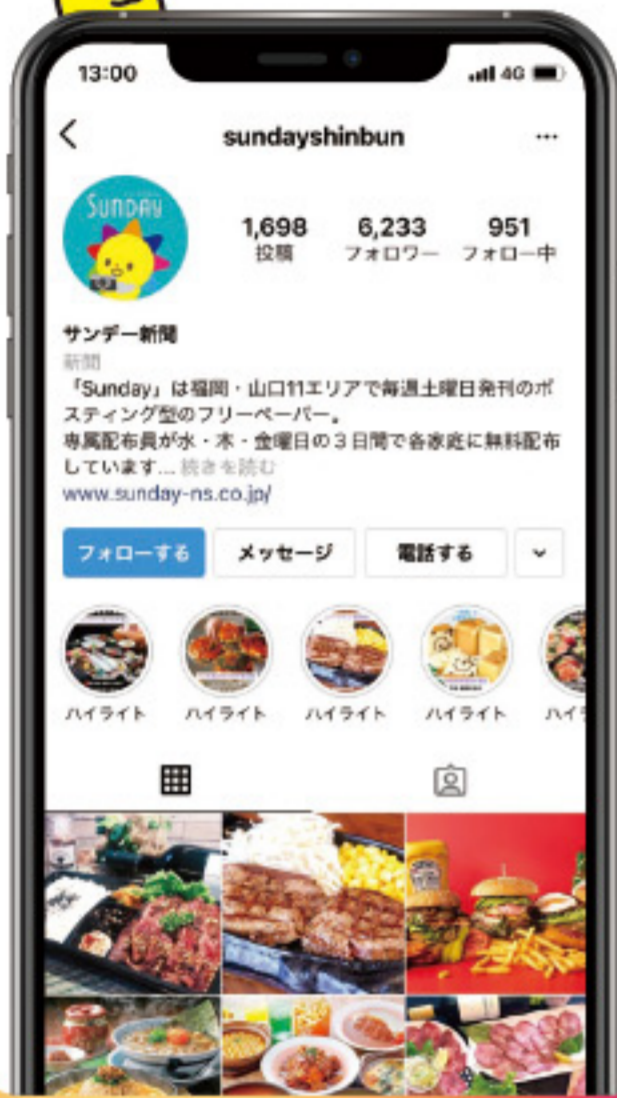 13:00
4G
sundayshinbun
SUNDAY
1,698
6,233
951
投稿
フォロワー
フォロー中
サンデー新聞
新聞
「Sunday」は福岡・山口11エリアで毎週土曜日発刊のポ
スティング型のフリーペーパー。
専属配布員が水・木・金曜日の3日間で各家庭に無料配布
しています... 続きを読む
www.sunday-ns.co.jp/
フォローする
メッセージ
電話する
ハイライト
ハイライト
ハイライト
ハイライト
ハイ